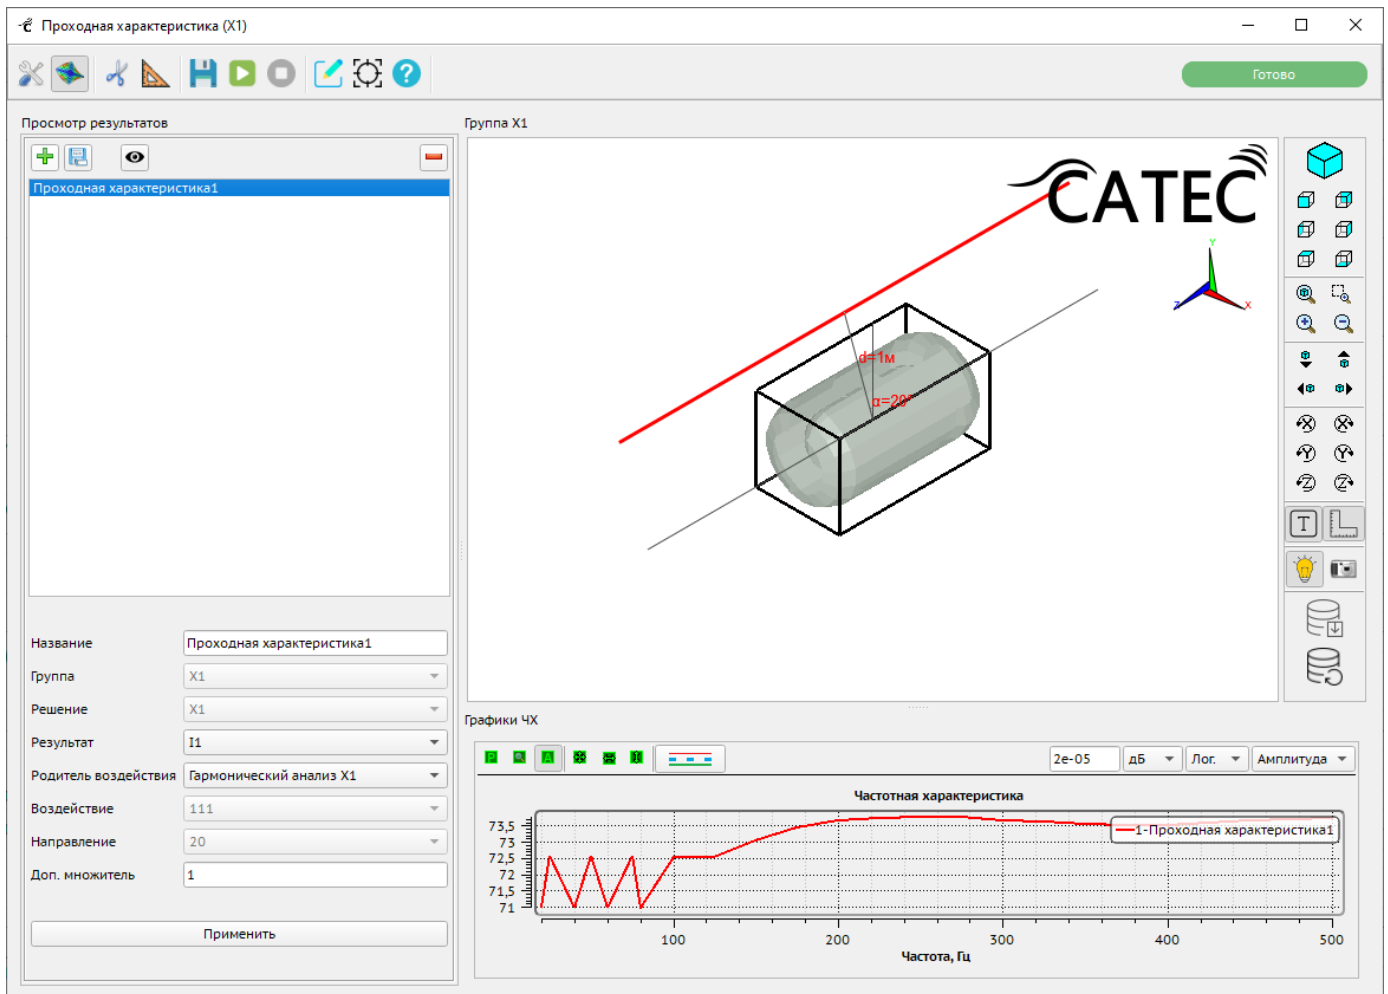 Проходная характеристика (X1)
Готово
Просмотр результатов
Группа X1
Проходная характеристика1
CATEC
Y
Z
X
d=1м
α=20°
X
X
Y
Y
Z
Z
T
Название
Проходная характеристика1
Группа
X1
Решение
X1
Результат
I1
Родитель воздействия
Гармонический анализ X1
Воздействие
111
Направление
20
Доп. множитель
1
Применить
Графики ЧХ
P
A
2e-05
дБ
Лог.
Амплитуда
Частотная характеристика
1-Проходная характеристика1
73,5
73
72,5
72
71,5
71
100
200
300
400
500
Частота, Гц